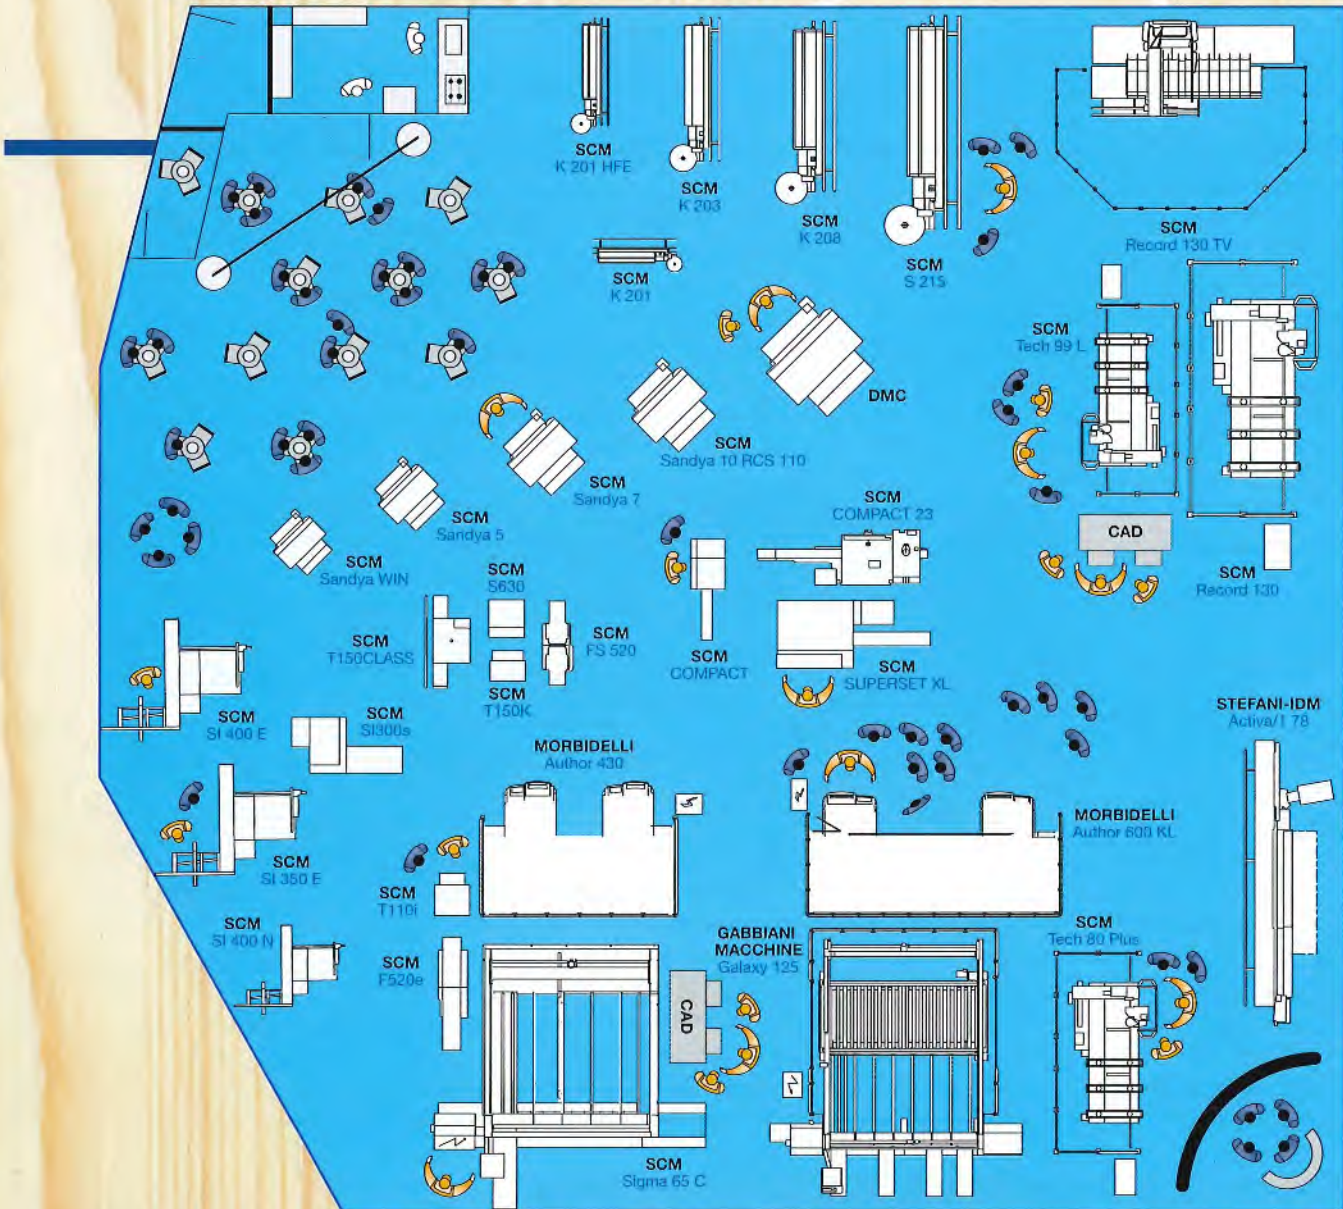 SCM
K 201 HFE
SCM
K 203
SCM
K 208
SCM
S 215
SCM
Record 130 TV
SCM
K 201
SCM
Tech 99 L
DMC
SCM
Sandya 10 RCS 110
SCM
Sandya 7
SCM
Sandya 5
SCM
Sandya WIN
SCM
COMPACT 23
CAD
SCM
Record 130
SCM
S630
SCM
T150CLASS
SCM
FS 520
SCM
T150K
SCM
COMPACT
SCM
SUPERSET XL
SCM
SI 400 E
SCM
SI300s
STEFANI-IDM
Activa/I 78
MORBIDELLI
Author 430
MORBIDELLI
Author 600 KL
SCM
SI 350 E
SCM
T110i
SCM
SI 400 N
SCM
F520e
GABBIANI
MACCHINE
Galaxy 125
SCM
Tech 80 Plus
CAD
SCM
Sigma 65 C